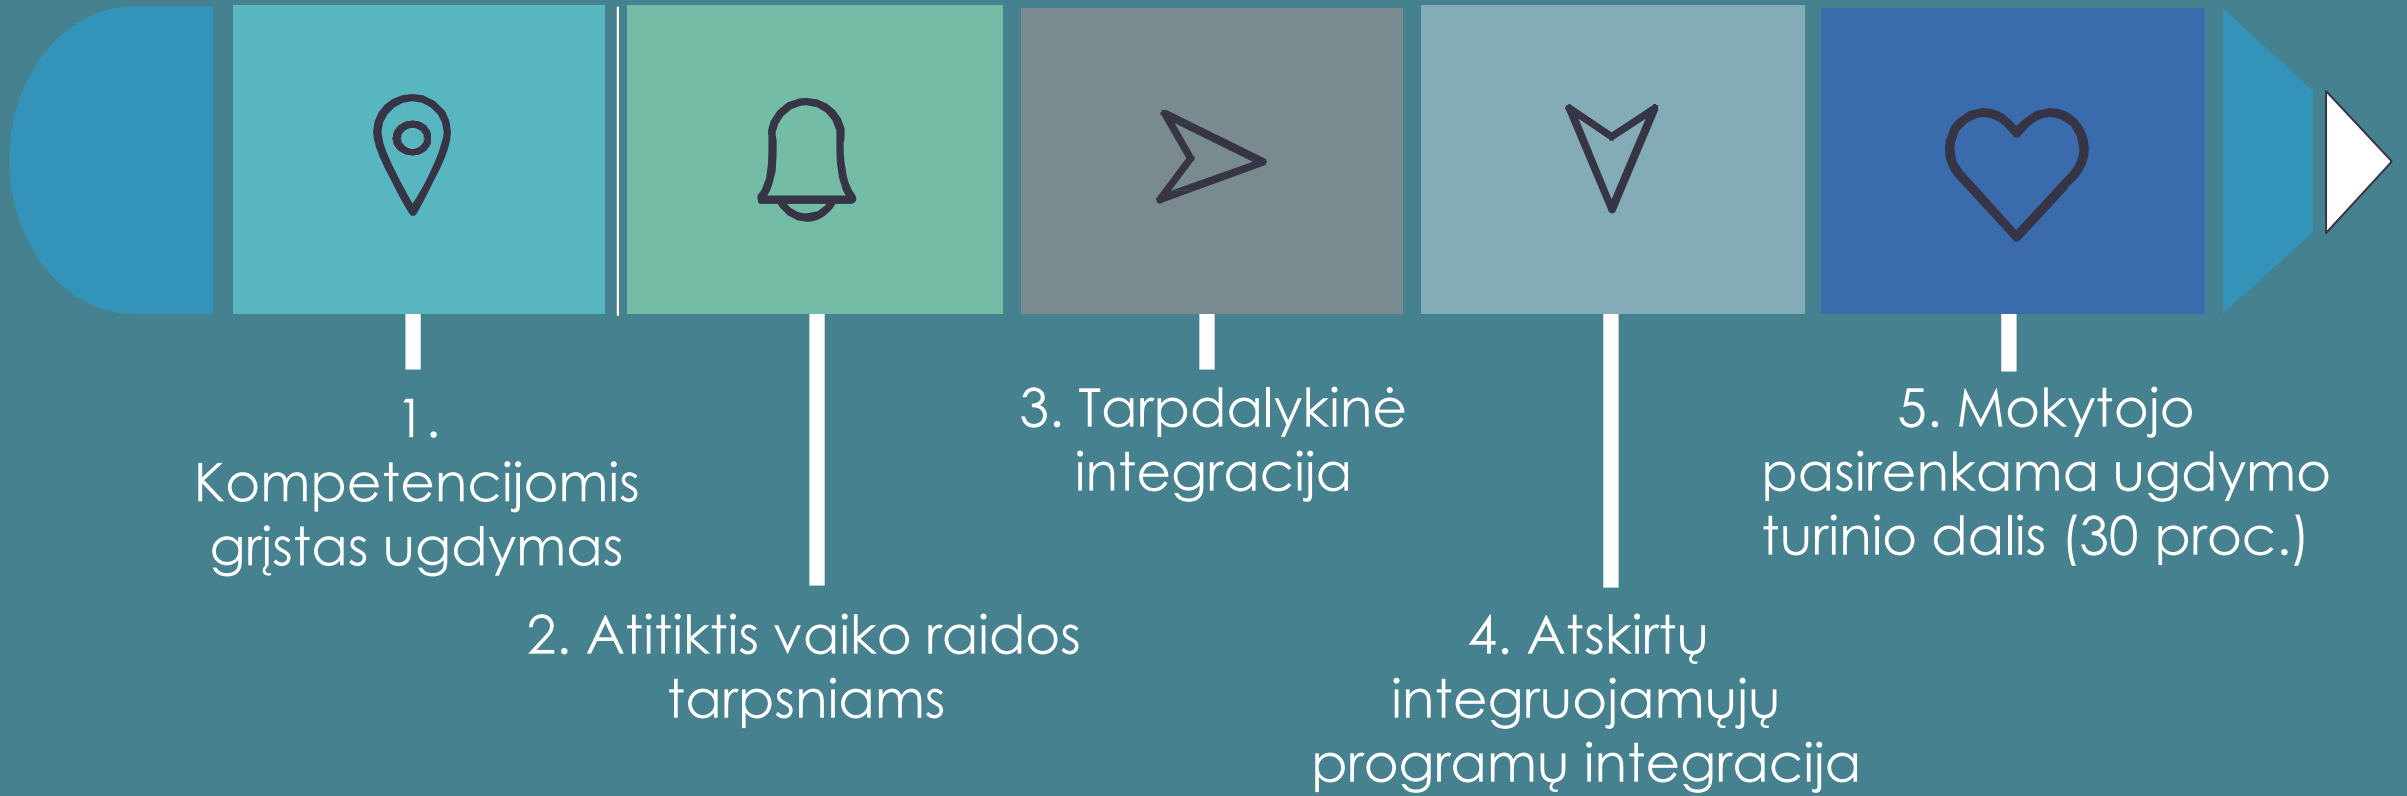 1.
Kompetencijomis
grįstas ugdymas
2. Atitiktis vaiko raidos
tarpsniams
3. Tarpdalykinė
integracija
4. Atskirtų
integruojamųjų
programų integracija
5. Mokytojo
pasirenkama ugdymo
turinio dalis (30 proc.)